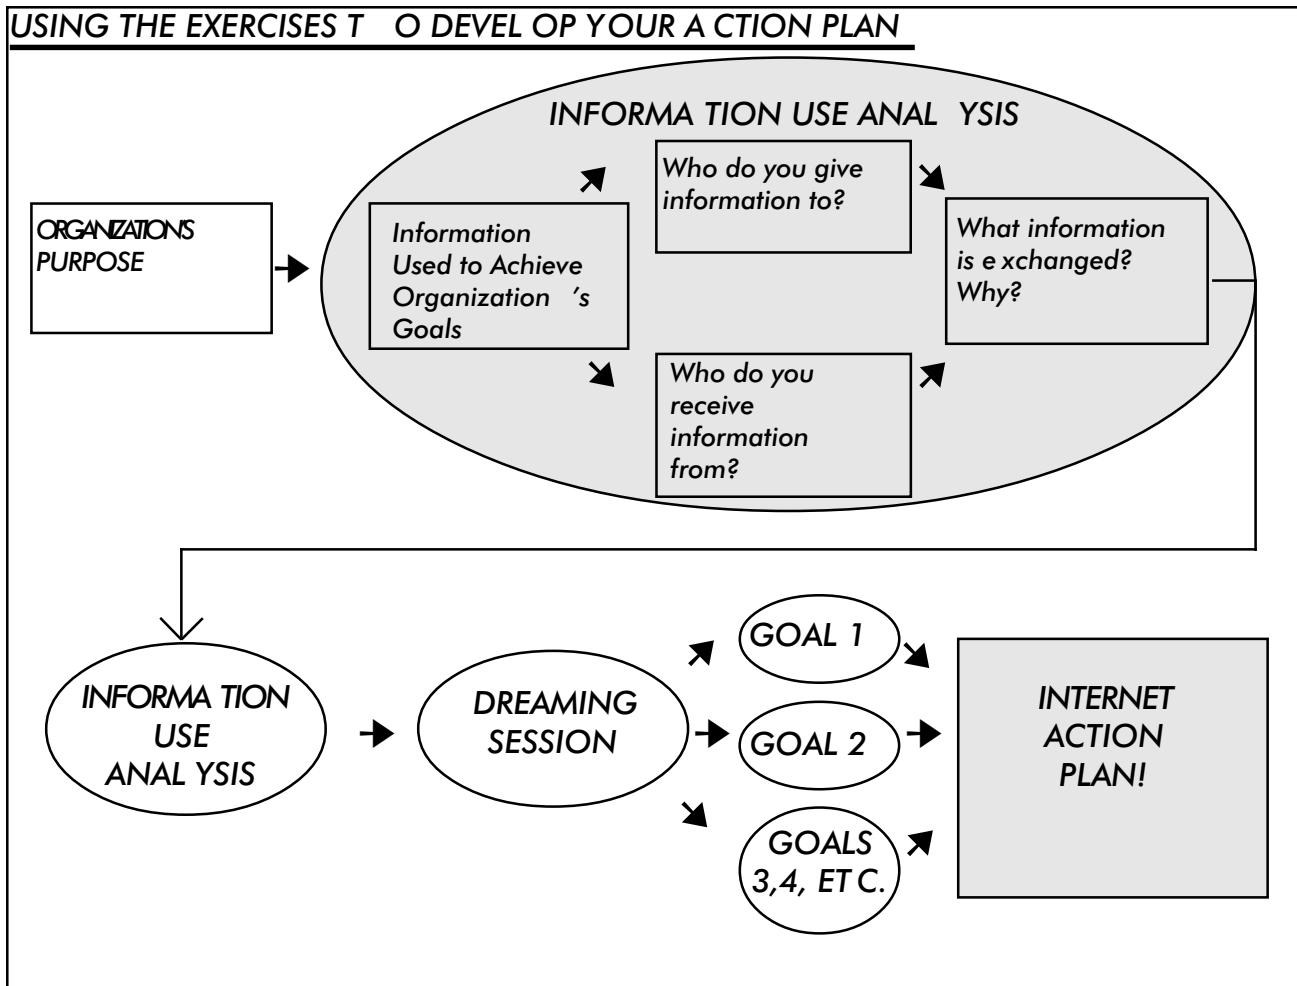 USING THE EXERCISES T O DEVEL OP YOUR A CTION PLAN
INFORMA TION USE ANAL YSIS
ORGANIZATION'S
PURPOSE
Information
Used to Achieve
Organization 's
Goals
Who do you give
information to?
Who do you
receive
information
from?
What information
is e xchanged?
Why?
INFORMA TION
USE
ANAL YSIS
DREAMING
SESSION
GOAL 1
GOAL 2
GOALS
3,4, ET C.
INTERNET
ACTION
PLAN!